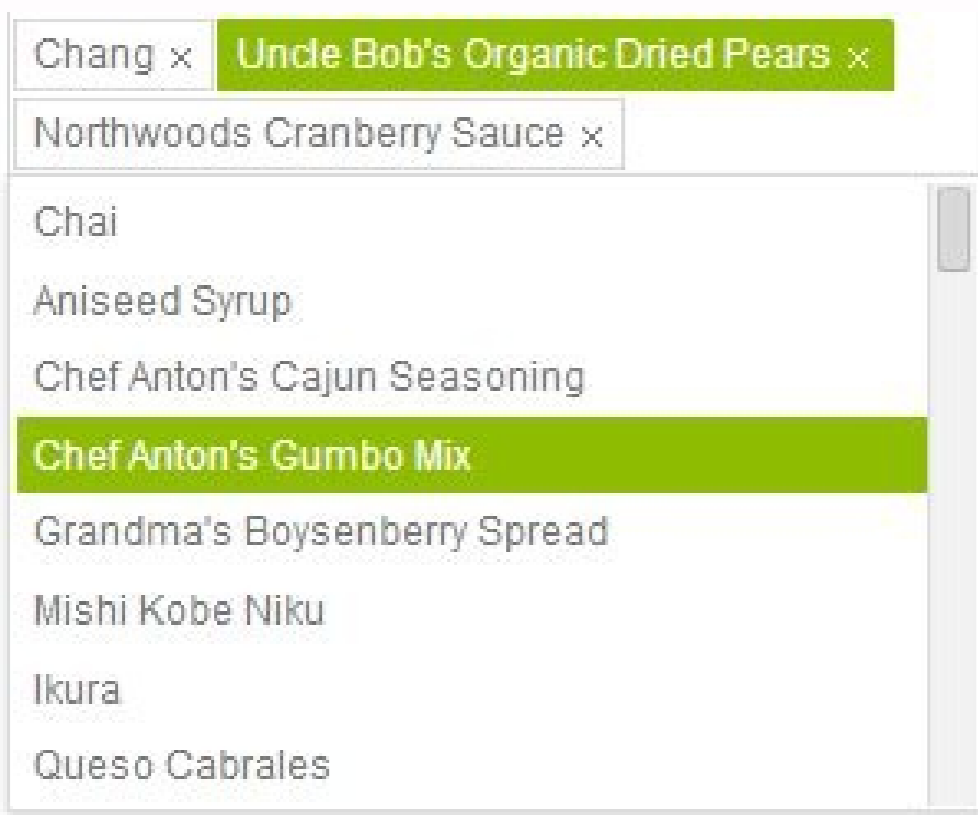 Chang × Uncle Bob's Organic Dried Pears ×
Northwoods Cranberry Sauce ×
Chai
Aniseed Syrup
Chef Anton's Cajun Seasoning
Chef Anton's Gumbo Mix
Grandma's Boysenberry Spread
Mishi Kobe Niku
Ikura
Queso Cabrales